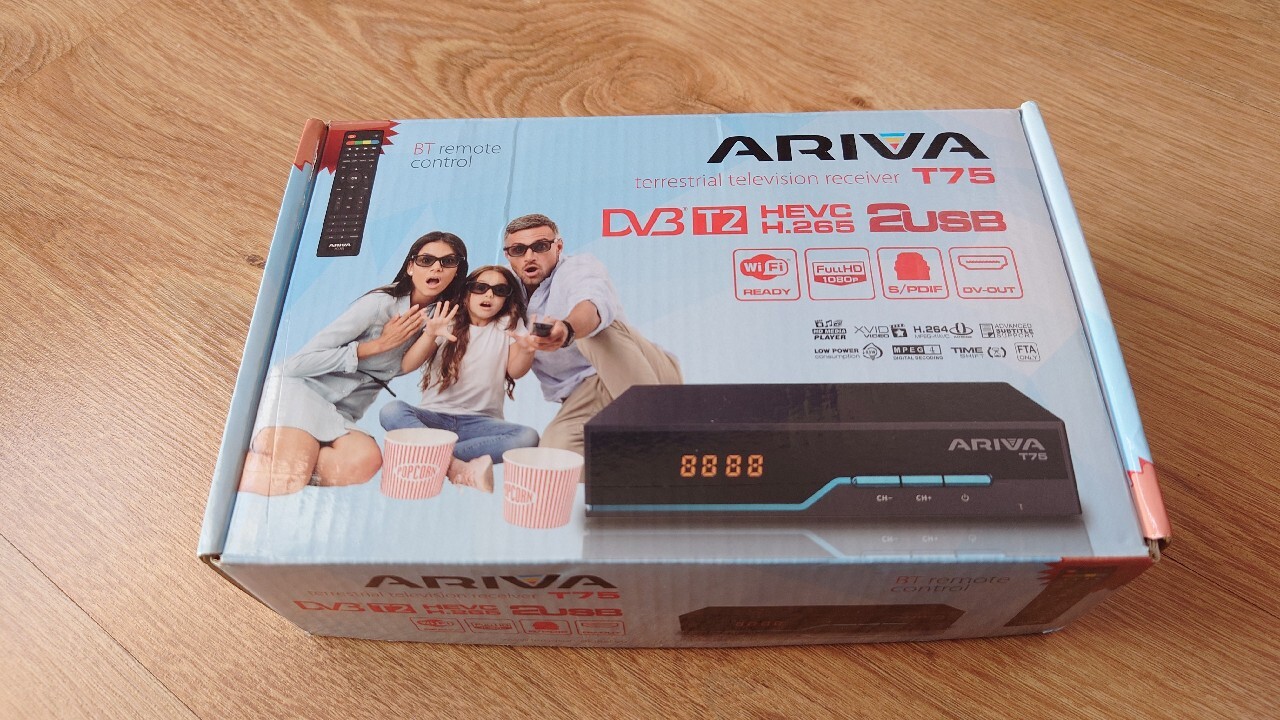 BT remote
control
ARIVA
ARIVA
terrestrial television receiver T75
DVB T2 HEVC
H.265 2USB
WiFi
READY
FullHD
1080p
S/PDIF
DV-OUT
HD MEDIA
PLAYER
XVID
VIDEO
H.264
ADVANCED
SUBTITLE
LOW POWER
consumption
MPEG
DIGITAL DECODING
TIME
SHIFT
FTA
ONLY
POPCORN
8888
ARIVA
T75
CH-
CH+
ARIVA
terrestrial television receiver T75
DVB T2 HEVC
H.265 2USB
BT remote
control